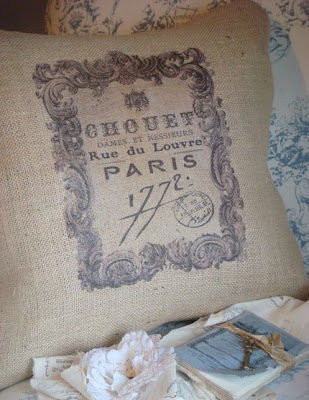 CHOUET
DAMES ET MESSIEURS
Rue du Louvre
PARIS
1772.